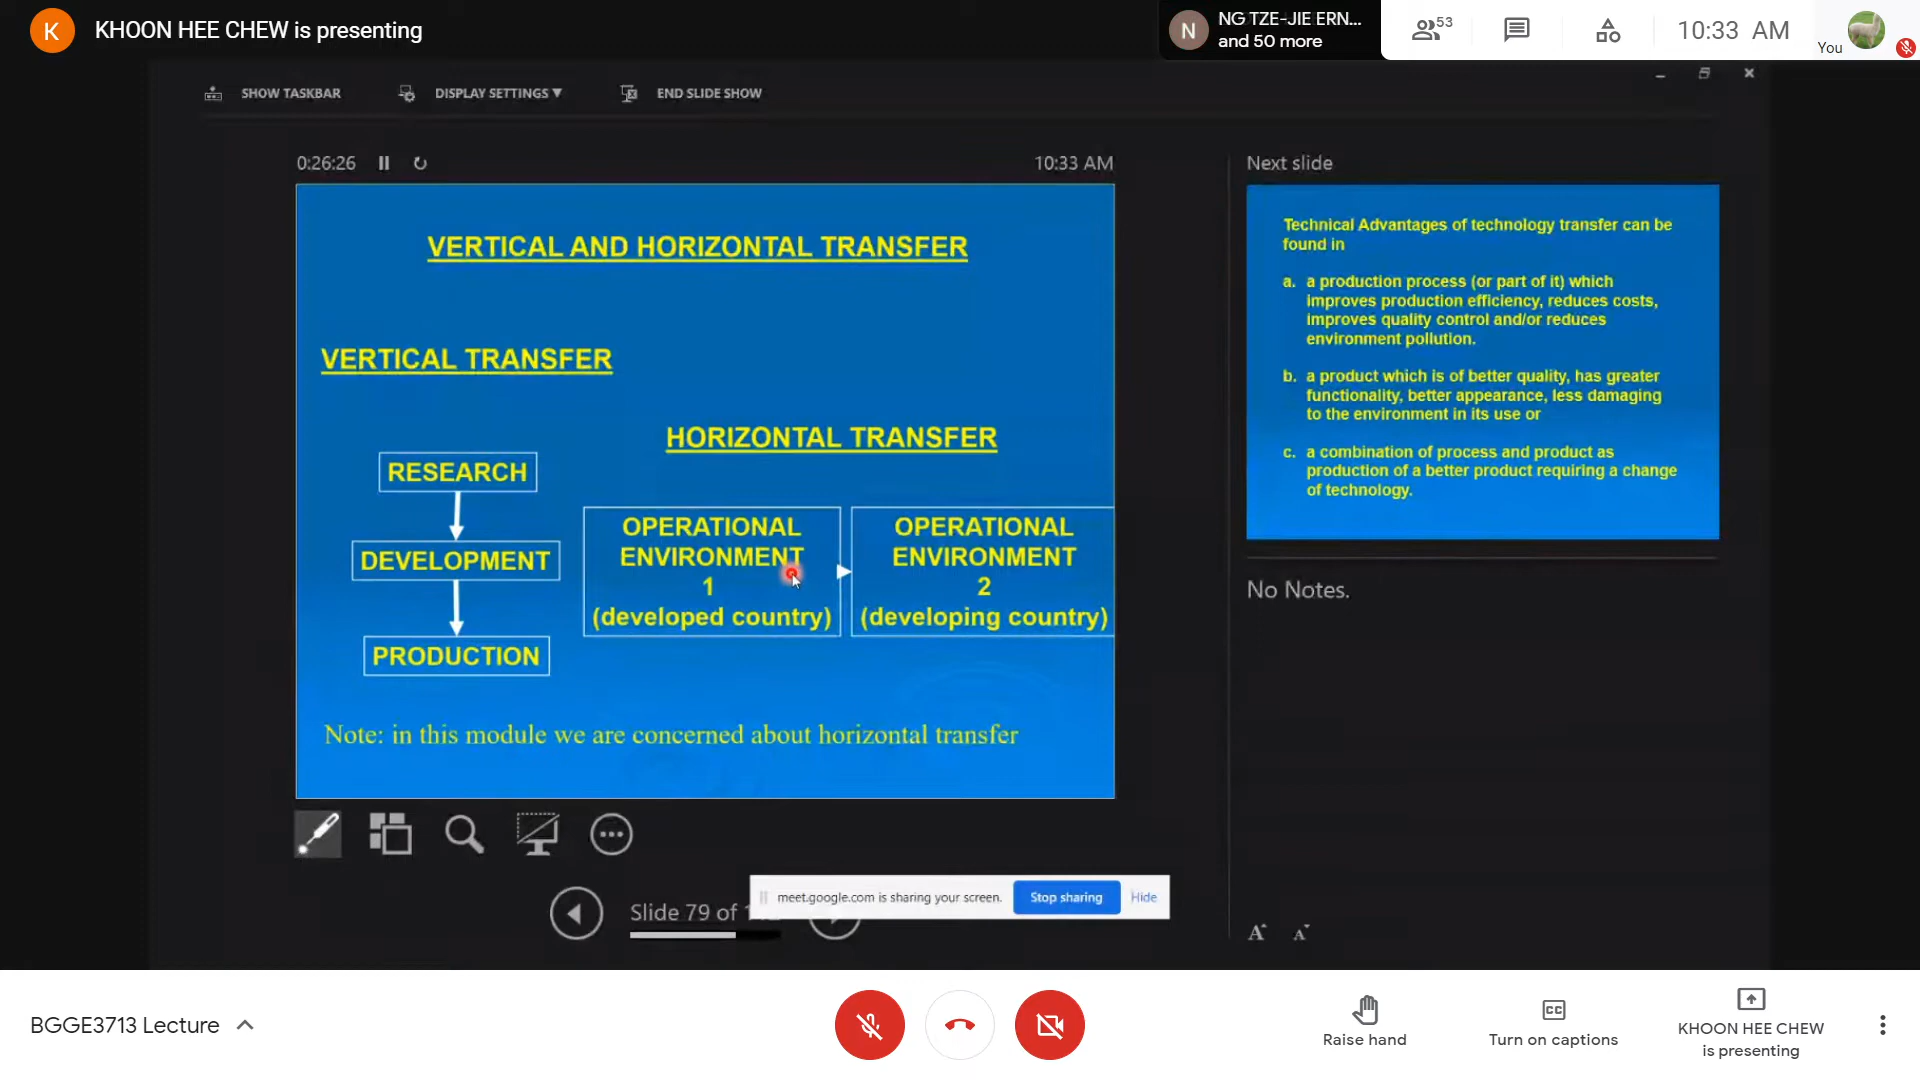 K
KHOON HEE CHEW is presenting
N
NG TZE-JIE ERN...
and 50 more
53
10:33 AM
You
SHOW TASKBAR
DISPLAY SETTINGS ▼
END SLIDE SHOW
0:26:26
10:33 AM
VERTICAL AND HORIZONTAL TRANSFER
VERTICAL TRANSFER
HORIZONTAL TRANSFER
RESEARCH
DEVELOPMENT
PRODUCTION
OPERATIONAL
ENVIRONMENT
1
(developed country)
OPERATIONAL
ENVIRONMENT
2
(developing country)
Note: in this module we are concerned about horizontal transfer
Next slide
Technical Advantages of technology transfer can be
found in
a. a production process (or part of it) which
improves production efficiency, reduces costs,
improves quality control and/or reduces
environment pollution.
b. a product which is of better quality, has greater
functionality, better appearance, less damaging
to the environment in its use or
c. a combination of process and product as
production of a better product requiring a change
of technology.
No Notes.
Slide 79 of
meet.google.com is sharing your screen.
Stop sharing
Hide
A
A
BGGE3713 Lecture
Raise hand
CC
Turn on captions
KHOON HEE CHEW
is presenting